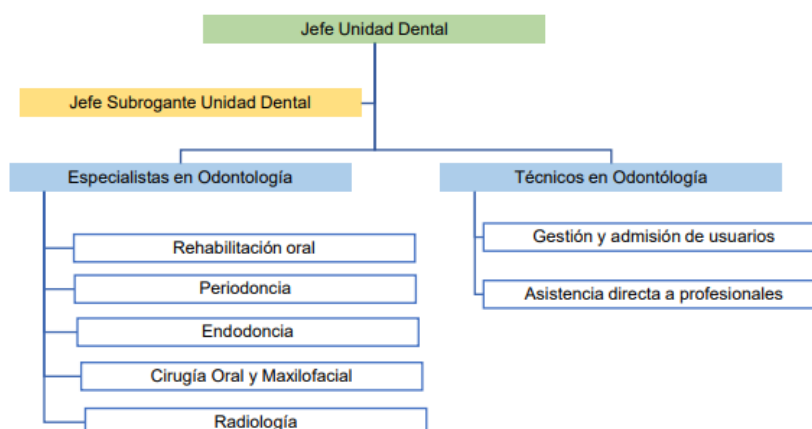 Jefe Unidad Dental
Jefe Subrogante Unidad Dental
Especialistas en Odontología
Técnicos en Odontólógía
Rehabilitación oral
Gestión y admisión de usuarios
Periodoncia
Asistencia directa a profesionales
Endodoncia
Cirugía Oral y Maxilofacial
Radiología